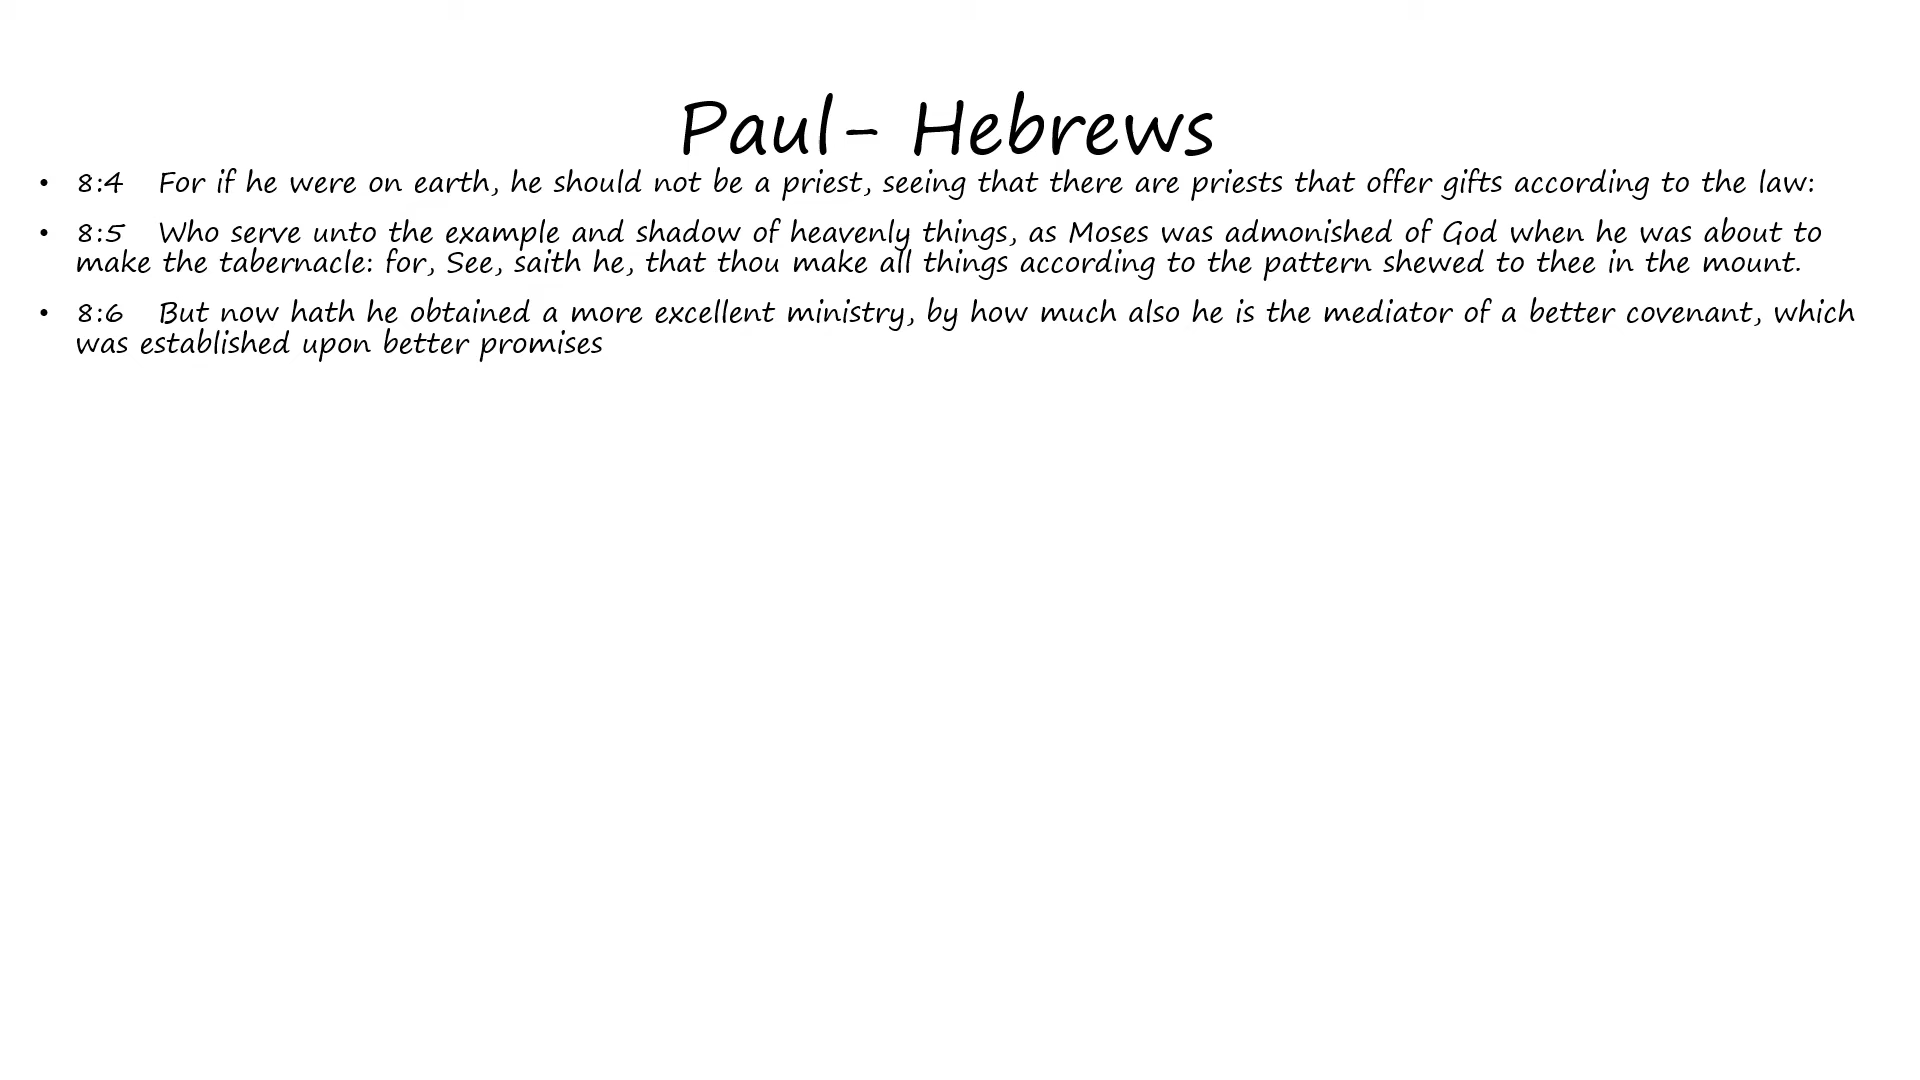 Paul- Hebrews
• 8:4 For if he were on earth, he should not be a priest, seeing that there are priests that offer gifts according to the law:
• 8:5 Who serve unto the example and shadow of heavenly things, as Moses was admonished of God when he was about to
make the tabernacle: for, See, saith he, that thou make all things according to the pattern shewed to thee in the mount.
• 8:6 But now hath he obtained a more excellent ministry, by how much also he is the mediator of a better covenant, which
was established upon better promises